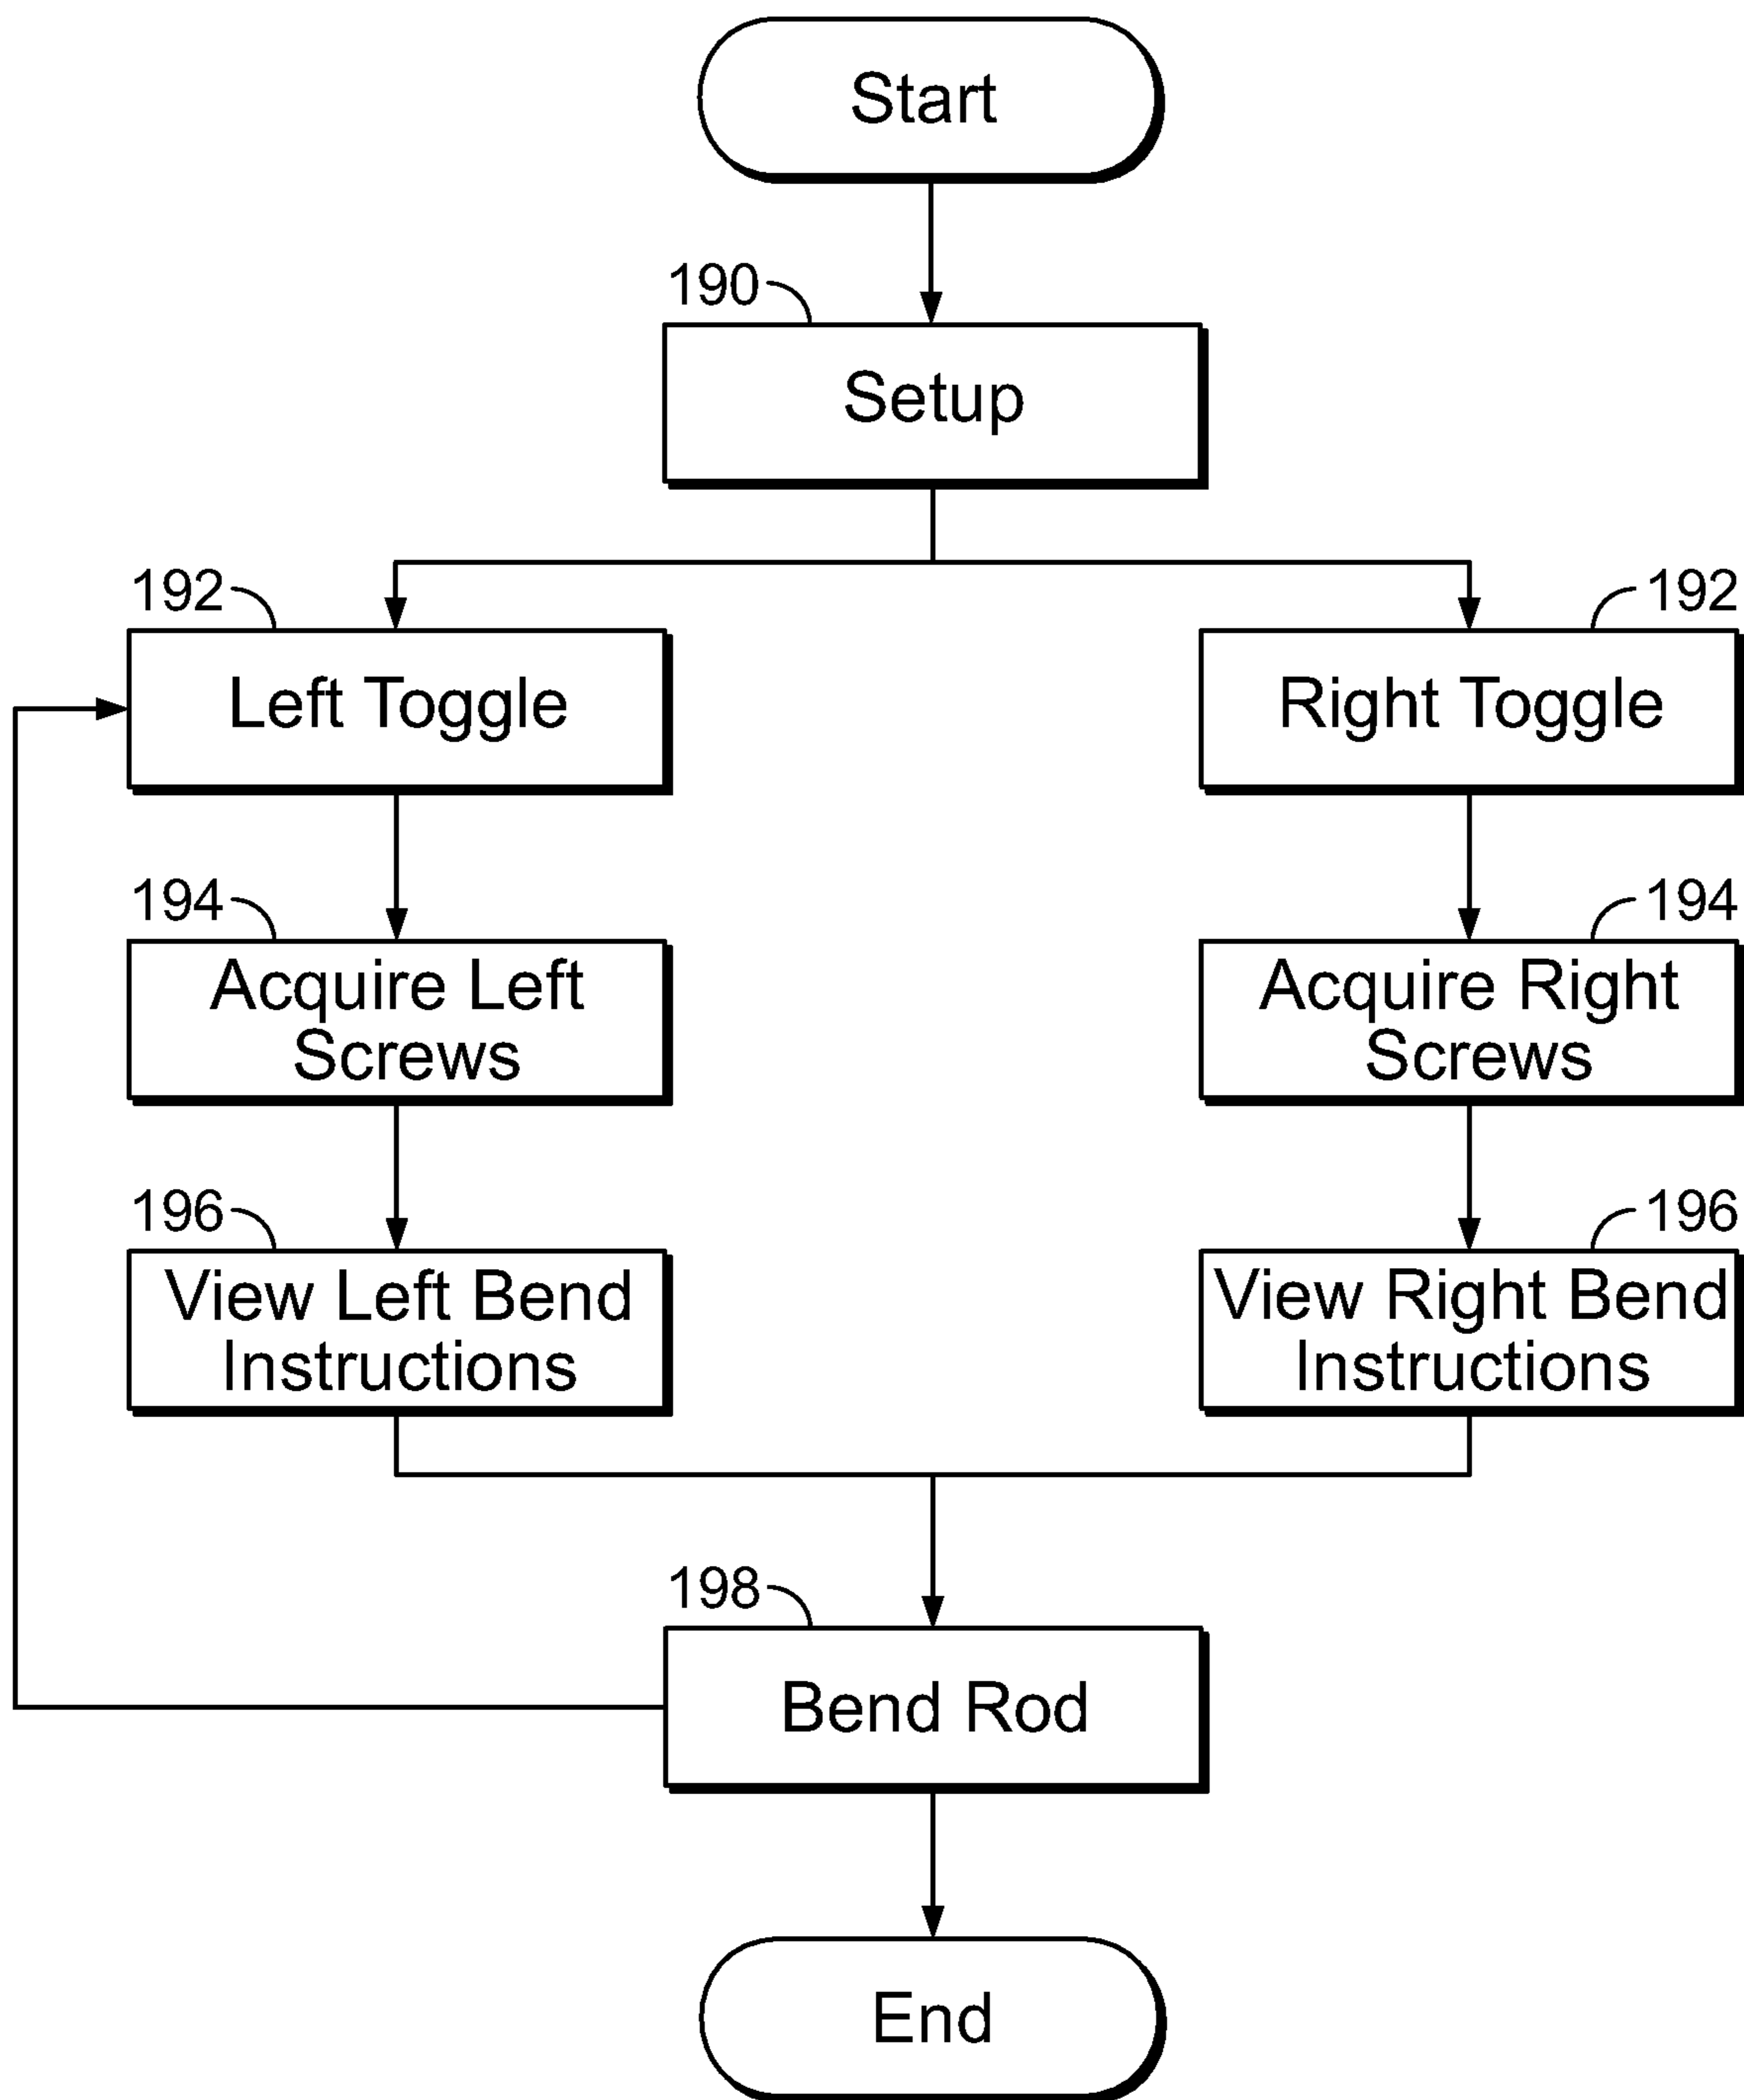 Start
190
Setup
192
192
Left Toggle
Right Toggle
194
194
Acquire Left
Screws
Acquire Right
Screws
196
196
View Left Bend
Instructions
View Right Bend
Instructions
198
Bend Rod
End